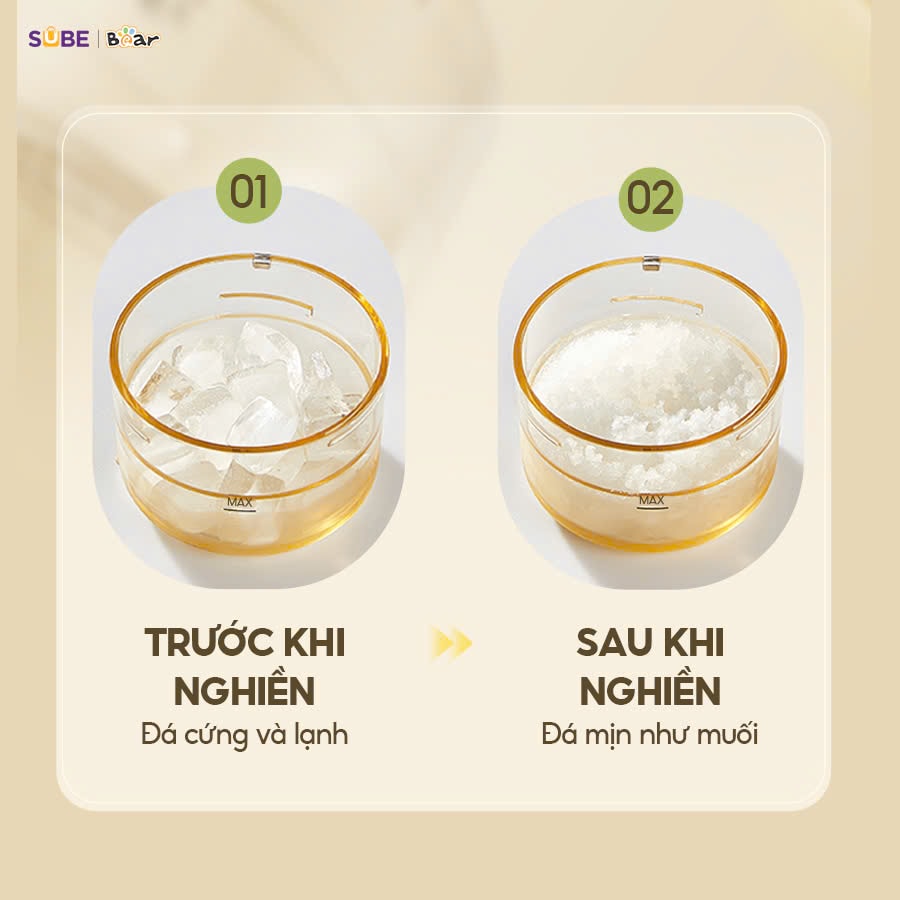 SUBE | Bear
01
MAX
TRƯỚC KHI
NGHIỀN
Đá cứng và lạnh
02
MAX
SAU KHI
NGHIỀN
Đá mịn như muối